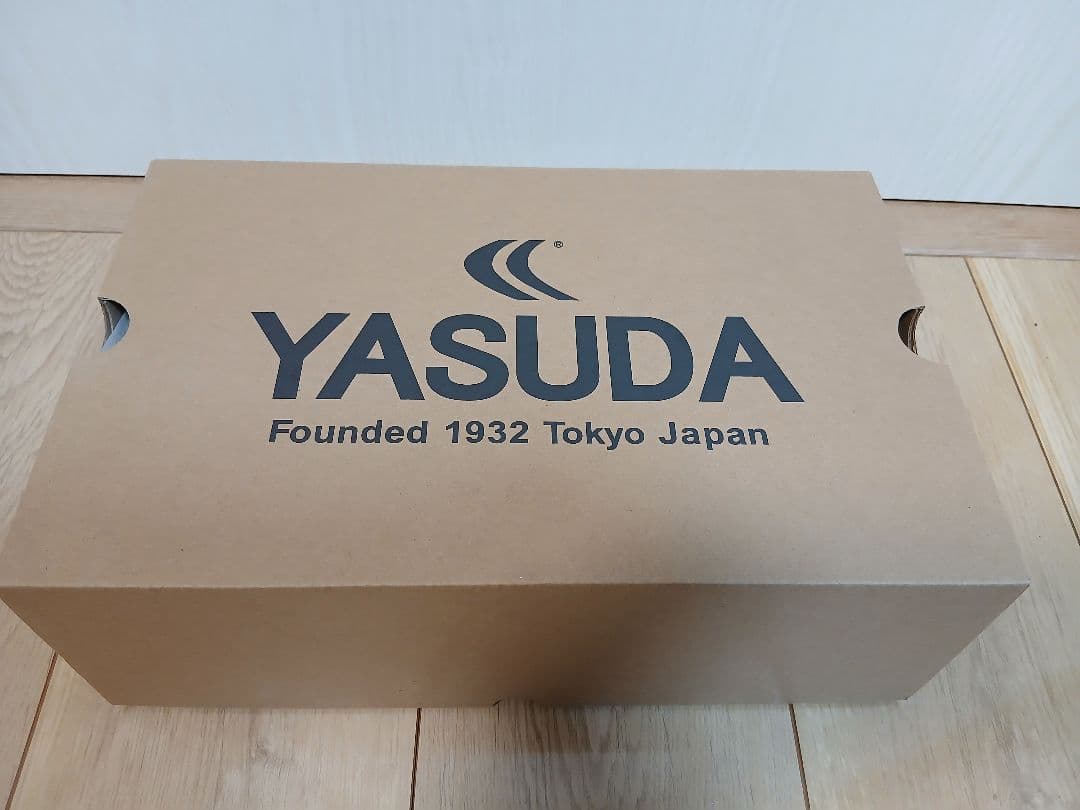 ®
YASUDA
Founded 1932 Tokyo Japan